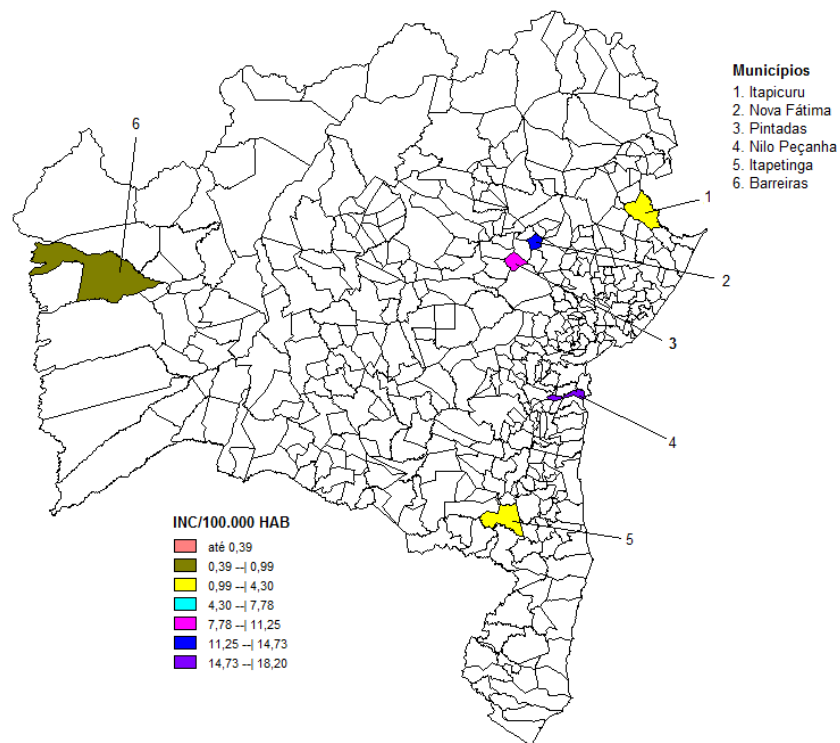 Municípios
1. Itapicuru
2. Nova Fátima
3. Pintadas
4. Nilo Peçanha
5. Itapetinga
6. Barreiras
6
1
2
3
4
5
INC/100.000 HAB
até 0,39
0,39 --| 0,99
0,99 --| 4,30
4,30 --| 7,78
7,78 --| 11,25
11,25 --| 14,73
14,73 --| 18,20